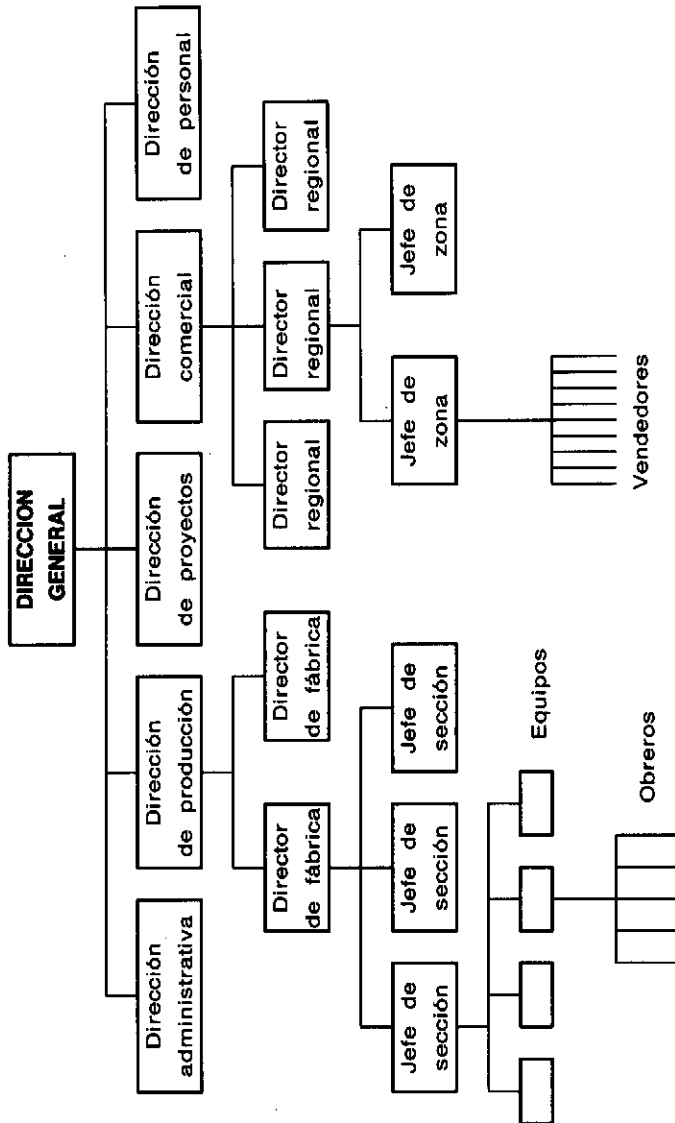 DIRECCION
GENERAL
Dirección
administrativa
Dirección
de producción
Dirección
de proyectos
Dirección
comercial
Dirección
de personal
Director
de fábrica
Director
de fábrica
Director
regional
Director
regional
Director
regional
Jefe de
sección
Jefe de
sección
Jefe de
sección
Jefe de
zona
Jefe de
zona
Equipos
Obreros
Vendedores